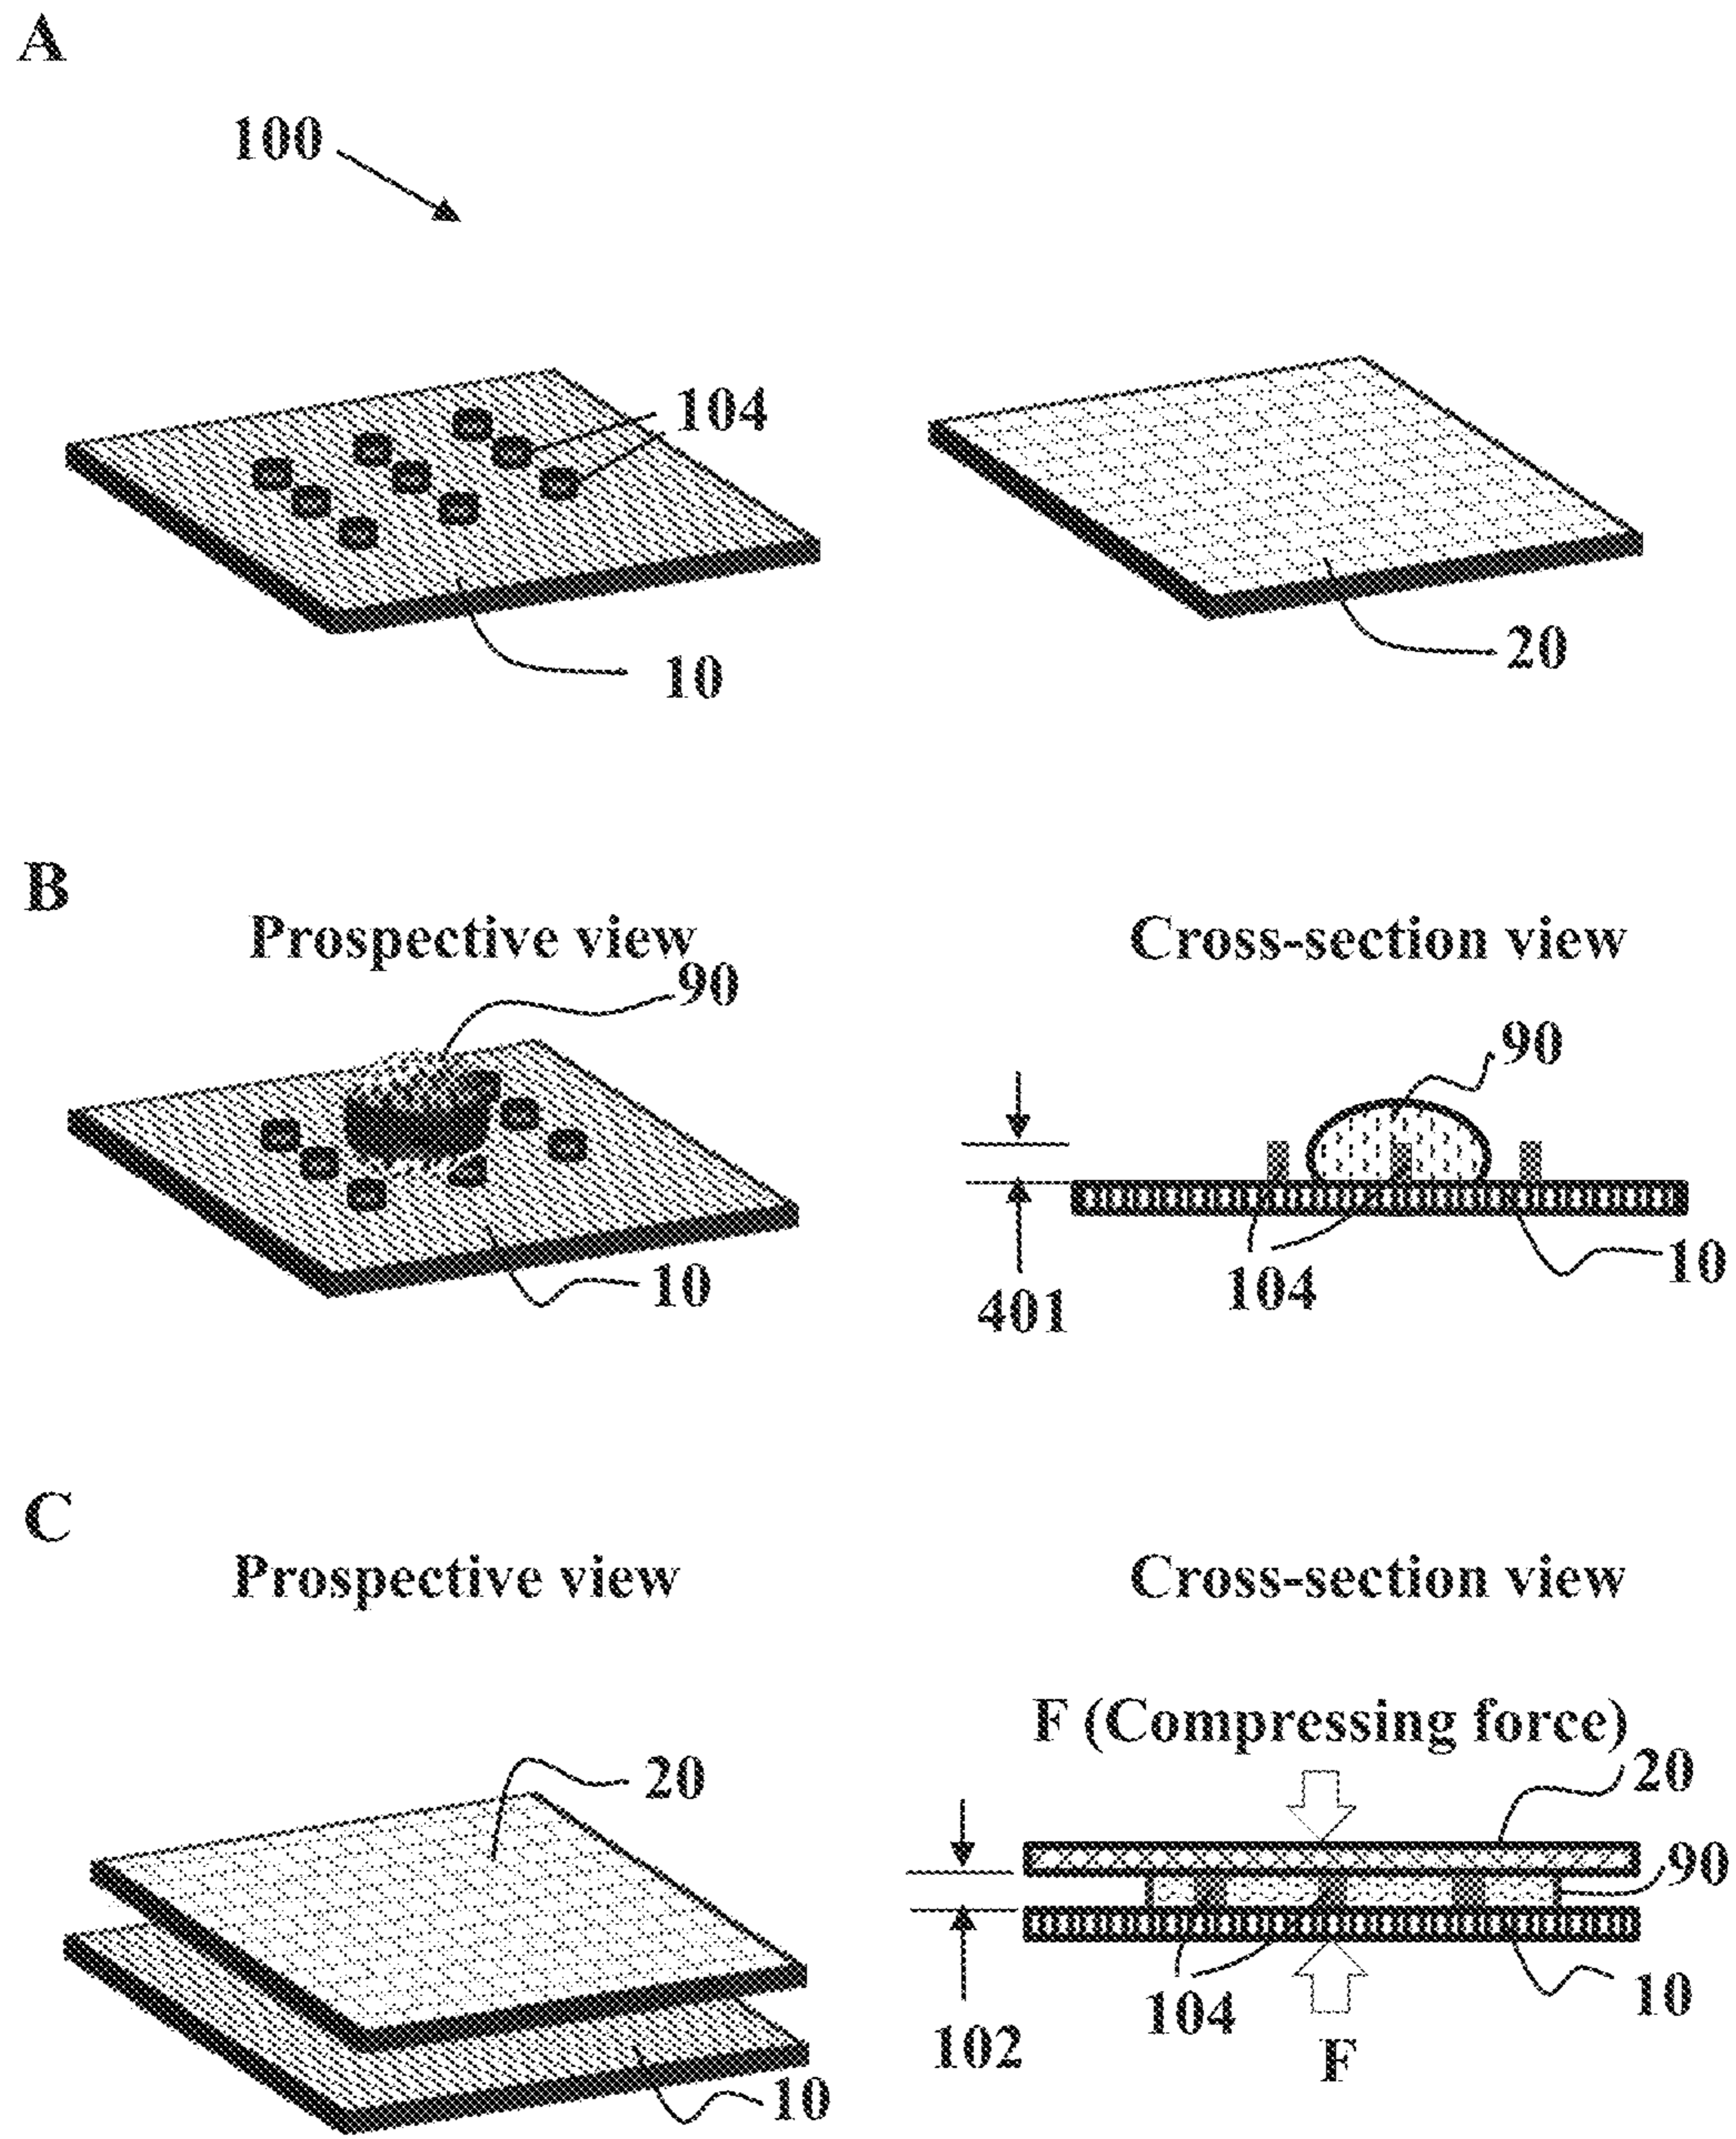 A
100
104
10
20
B
Prospective view
Cross-section view
90
90
10
104
10
401
C
Prospective view
Cross-section view
F (Compressing force)
20
20
90
104
10
102
F
10